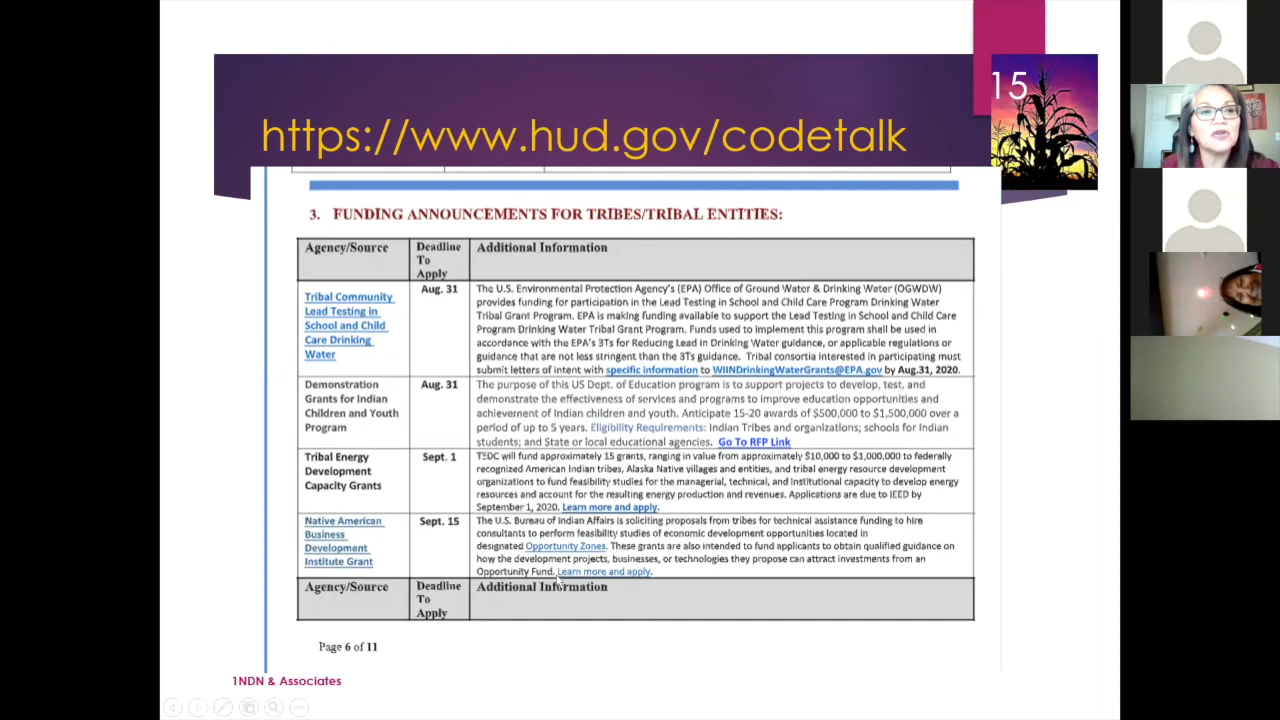 15
https://www.hud.gov/codetalk
3. FUNDING ANNOUNCEMENTS FOR TRIBES/TRIBAL ENTITIES:
Agency/Source
Deadline
To
Apply
Additional Information
Tribal Community
Lead Testing in
School and Child
Care Drinking
Water
Aug. 31
The U.S. Environmental Protection Agency's (EPA) Office of Ground Water & Drinking Water (OGWDW)
provides funding for participation in the Lead Testing in School and Child Care Program Drinking Water
Tribal Grant Program. EPA is making funding available to support the Lead Testing in School and Child Care
Program Drinking Water Tribal Grant Program. Funds used to implement this program shall be used in
accordance with the EPA's 3Ts for Reducing Lead in Drinking Water guidance, or applicable regulations or
guidance that are not less stringent than the 3Ts guidance. Tribal consortia interested in participating must
submit letters of intent with specific information to WIINDrinkingWaterGrants@EPA.gov by Aug.31, 2020.
Demonstration
Grants for Indian
Children and Youth
Program
Aug. 31
The purpose of this US Dept. of Education program is to support projects to develop, test, and
demonstrate the effectiveness of services and programs to improve education opportunities and
achievement of Indian children and youth. Anticipate 15-20 awards of $500,000 to $1,500,000 over a
period of up to 5 years. Eligibility Requirements: Indian Tribes and organizations; schools for Indian
students; and State or local educational agencies. Go To RFP Link
Tribal Energy
Development
Capacity Grants
Sept. 1
TEDC will fund approximately 15 grants, ranging in value from approximately $10,000 to $1,000,000 to federally
recognized American Indian tribes, Alaska Native villages and entities, and tribal energy resource development
organizations to fund feasibility studies for the managerial, technical, and institutional capacity to develop energy
resources and account for the resulting energy production and revenues. Applications are due to IEED by
September 1, 2020. Learn more and apply.
Native American
Business
Development
Institute Grant
Sept. 15
The U.S. Bureau of Indian Affairs is soliciting proposals from tribes for technical assistance funding to hire
consultants to perform feasibility studies of economic development opportunities located in
designated Opportunity Zones. These grants are also intended to fund applicants to obtain qualified guidance on
how the development projects, businesses, or technologies they propose can attract investments from an
Opportunity Fund. Learn more and apply.
Agency/Source
Deadline
To
Apply
Additional Information
Page 6 of 11
1NDN & Associates